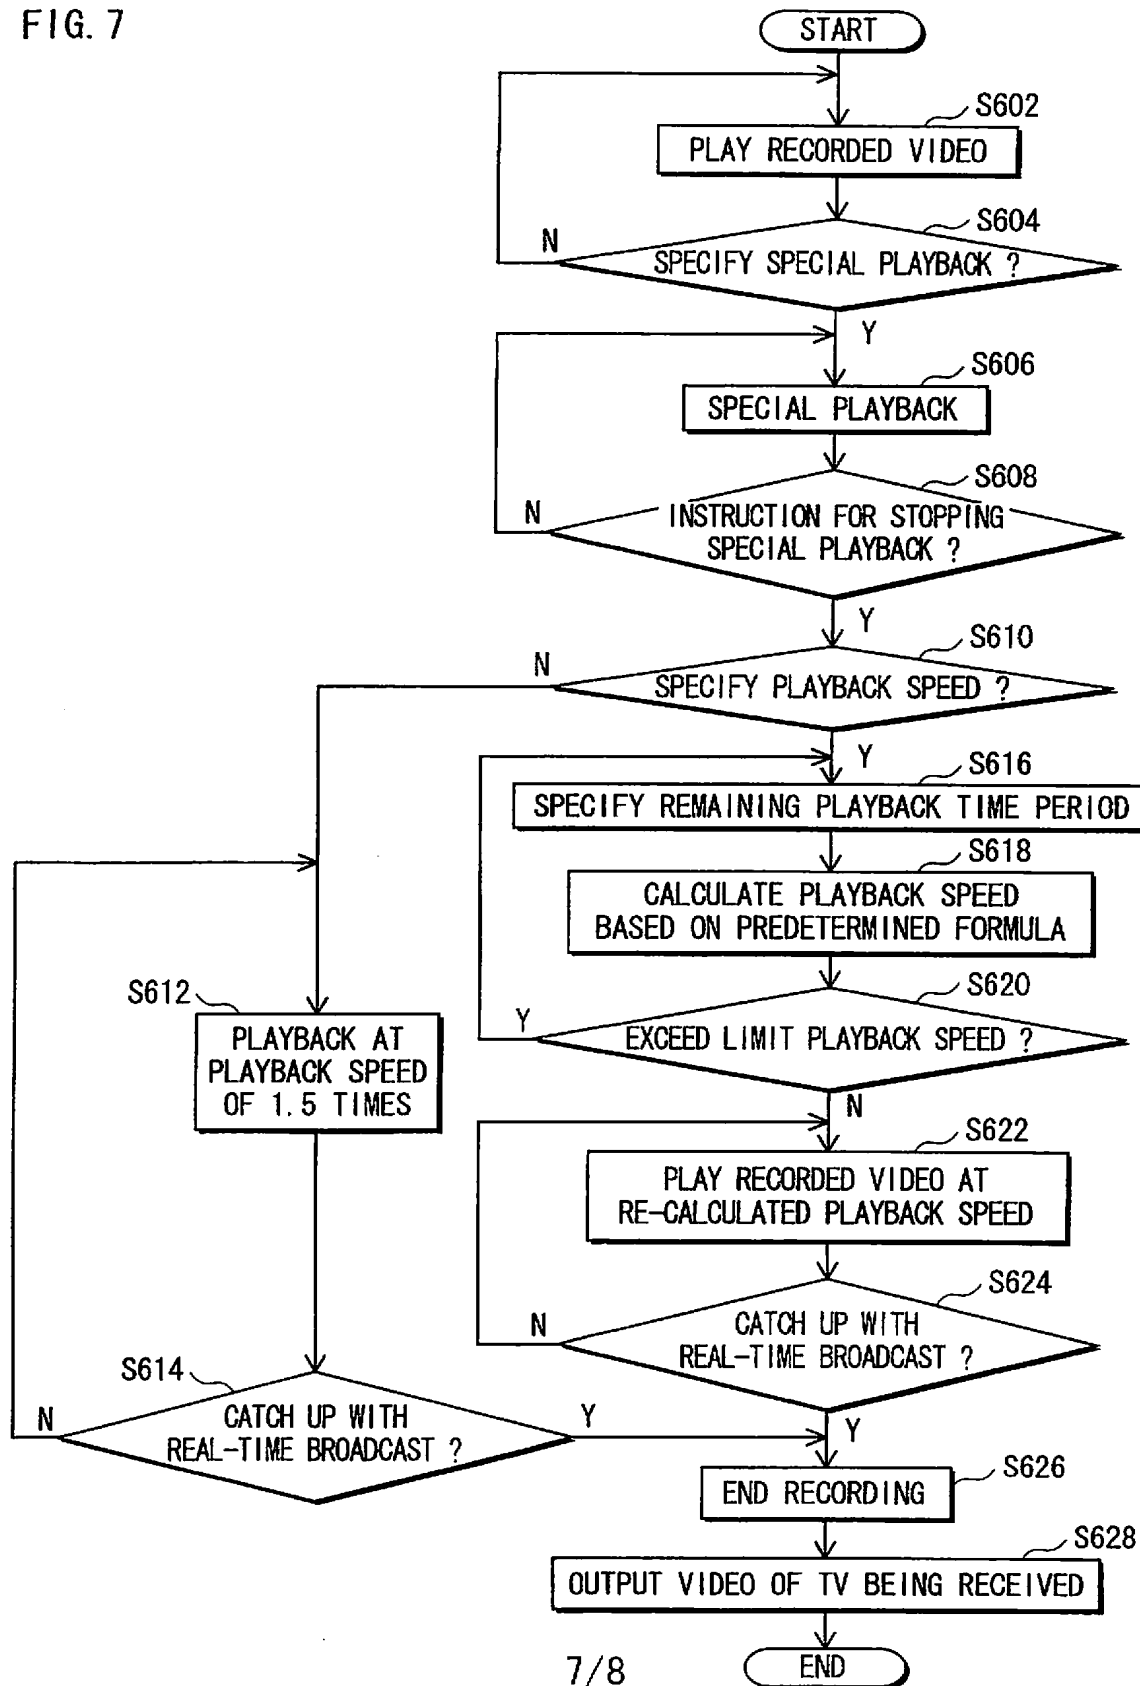 FIG. 7
START
S602
PLAY RECORDED VIDEO
S604
N
SPECIFY SPECIAL PLAYBACK ?
Y
S606
SPECIAL PLAYBACK
S608
N
INSTRUCTION FOR STOPPING
SPECIAL PLAYBACK ?
Y
S610
N
SPECIFY PLAYBACK SPEED ?
Y
S616
SPECIFY REMAINING PLAYBACK TIME PERIOD
S618
CALCULATE PLAYBACK SPEED
BASED ON PREDETERMINED FORMULA
S620
Y
EXCEED LIMIT PLAYBACK SPEED ?
N
S612
PLAYBACK AT
PLAYBACK SPEED
OF 1.5 TIMES
S622
PLAY RECORDED VIDEO AT
RE-CALCULATED PLAYBACK SPEED
S624
N
CATCH UP WITH
REAL-TIME BROADCAST ?
Y
S614
N
CATCH UP WITH
REAL-TIME BROADCAST ?
Y
S626
END RECORDING
S628
OUTPUT VIDEO OF TV BEING RECEIVED
END
7/8